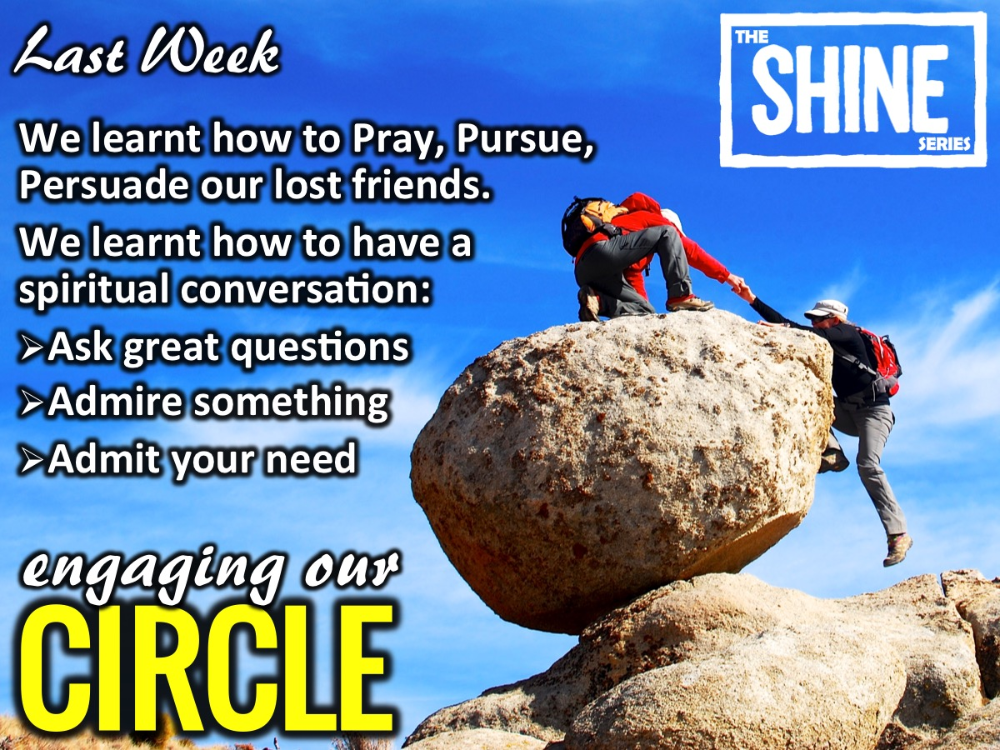 Last Week
THE
SHINE
SERIES
We learnt how to Pray, Pursue,
Persuade our lost friends.
We learnt how to have a
spiritual conversation:
➢Ask great questions
➢Admire something
➢Admit your need
engaging our
CIRCLE